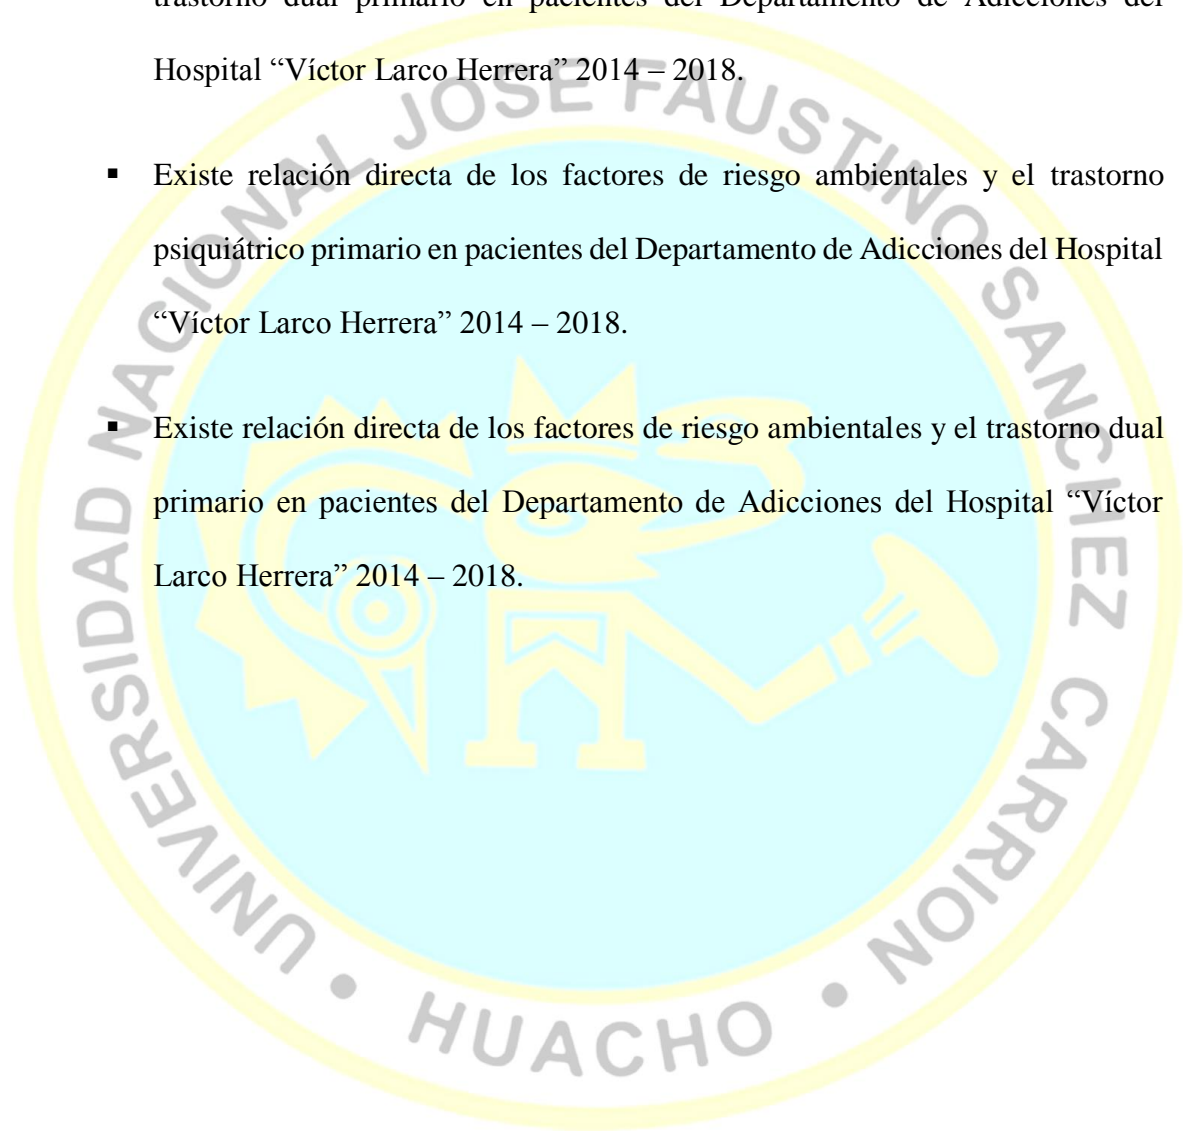 trastorno dual primario en pacientes del Departamento de Adicciones del
Hospital “Víctor Larco Herrera” 2014 – 2018.
▪ Existe relación directa de los factores de riesgo ambientales y el trastorno
psiquiátrico primario en pacientes del Departamento de Adicciones del Hospital
“Víctor Larco Herrera” 2014 – 2018.
▪ Existe relación directa de los factores de riesgo ambientales y el trastorno dual
primario en pacientes del Departamento de Adicciones del Hospital “Víctor
Larco Herrera” 2014 – 2018.
UNIVERSIDAD NACIONAL JOSE FAUSTINO SANCHEZ CARRION
• HUACHO •